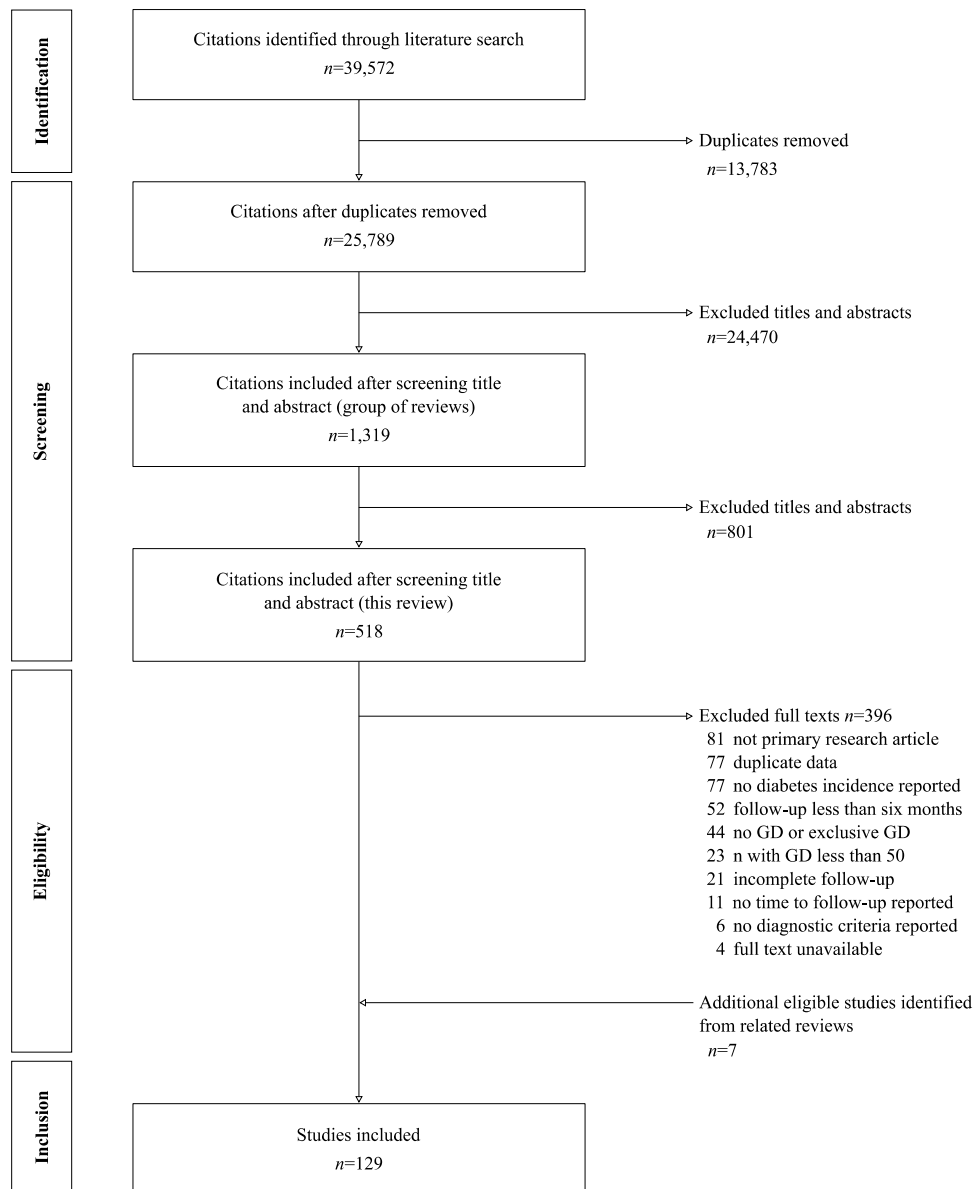 Identification
Citations identified through literature search
n=39,572
Duplicates removed
n=13,783
Screening
Citations after duplicates removed
n=25,789
Excluded titles and abstracts
n=24,470
Citations included after screening title
and abstract (group of reviews)
n=1,319
Excluded titles and abstracts
n=801
Citations included after screening title
and abstract (this review)
n=518
Eligibility
Excluded full texts n=396
81 not primary research article
77 duplicate data
77 no diabetes incidence reported
52 follow-up less than six months
44 no GD or exclusive GD
23 n with GD less than 50
21 incomplete follow-up
11 no time to follow-up reported
6 no diagnostic criteria reported
4 full text unavailable
Additional eligible studies identified
from related reviews
n=7
Inclusion
Studies included
n=129